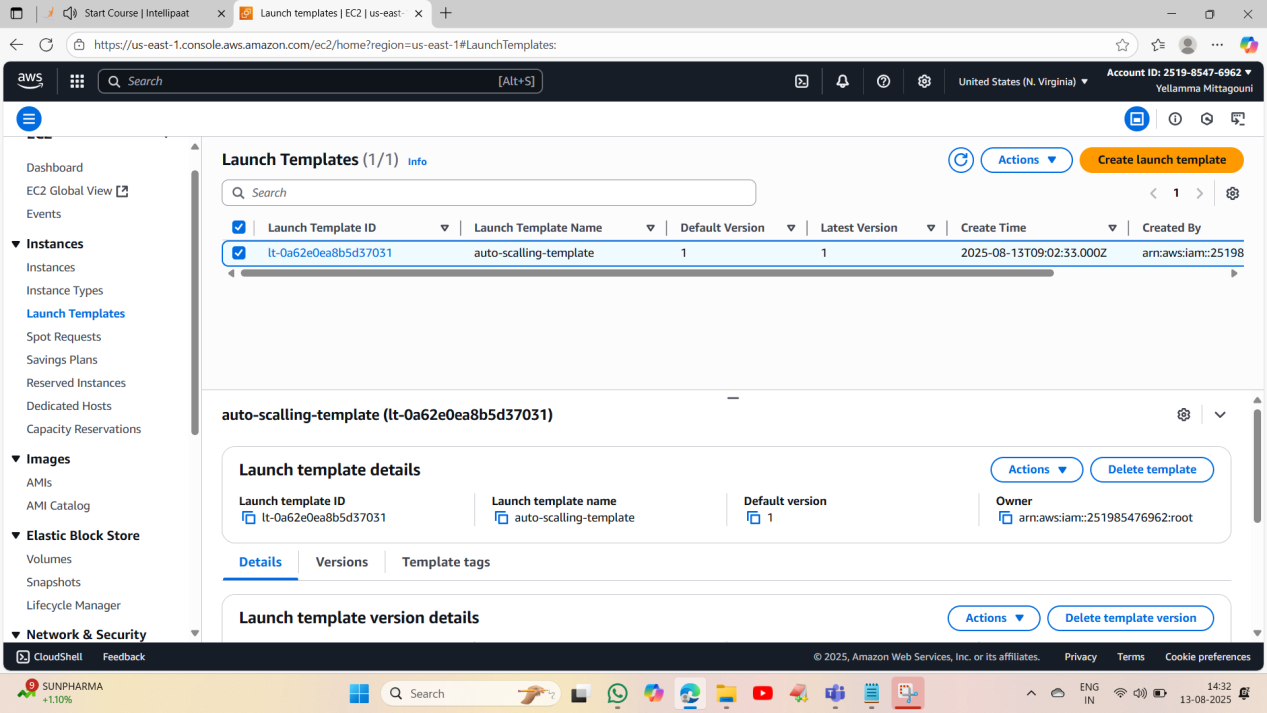 Start Course | Intellipaat
Launch templates | EC2 | us-east-
https://us-east-1.console.aws.amazon.com/ec2/home?region=us-east-1#LaunchTemplates:
aws
Search
[Alt+S]
United States (N. Virginia)
Account ID: 2519-8547-6962
Yellamma Mittagouni
EC2
Dashboard
EC2 Global View
Events
Instances
Instances
Instance Types
Launch Templates
Spot Requests
Savings Plans
Reserved Instances
Dedicated Hosts
Capacity Reservations
Images
AMIs
AMI Catalog
Elastic Block Store
Volumes
Snapshots
Lifecycle Manager
Network & Security
Launch Templates (1/1) Info
Actions
Create launch template
Search
1
Launch Template ID Launch Template Name Default Version Latest Version Create Time Created By
lt-0a62e0ea8b5d37031 auto-scalling-template 1 1 2025-08-13T09:02:33.000Z arn:aws:iam::25198
auto-scalling-template (lt-0a62e0ea8b5d37031)
Launch template details
Actions
Delete template
Launch template ID Launch template name Default version Owner
lt-0a62e0ea8b5d37031 auto-scalling-template 1 arn:aws:iam::251985476962:root
Details Versions Template tags
Launch template version details
Actions
Delete template version
CloudShell Feedback
© 2025, Amazon Web Services, Inc. or its affiliates. Privacy Terms Cookie preferences
9
SUNPHARMA
+1.10%
Search
ENG
IN
14:32
13-08-2025